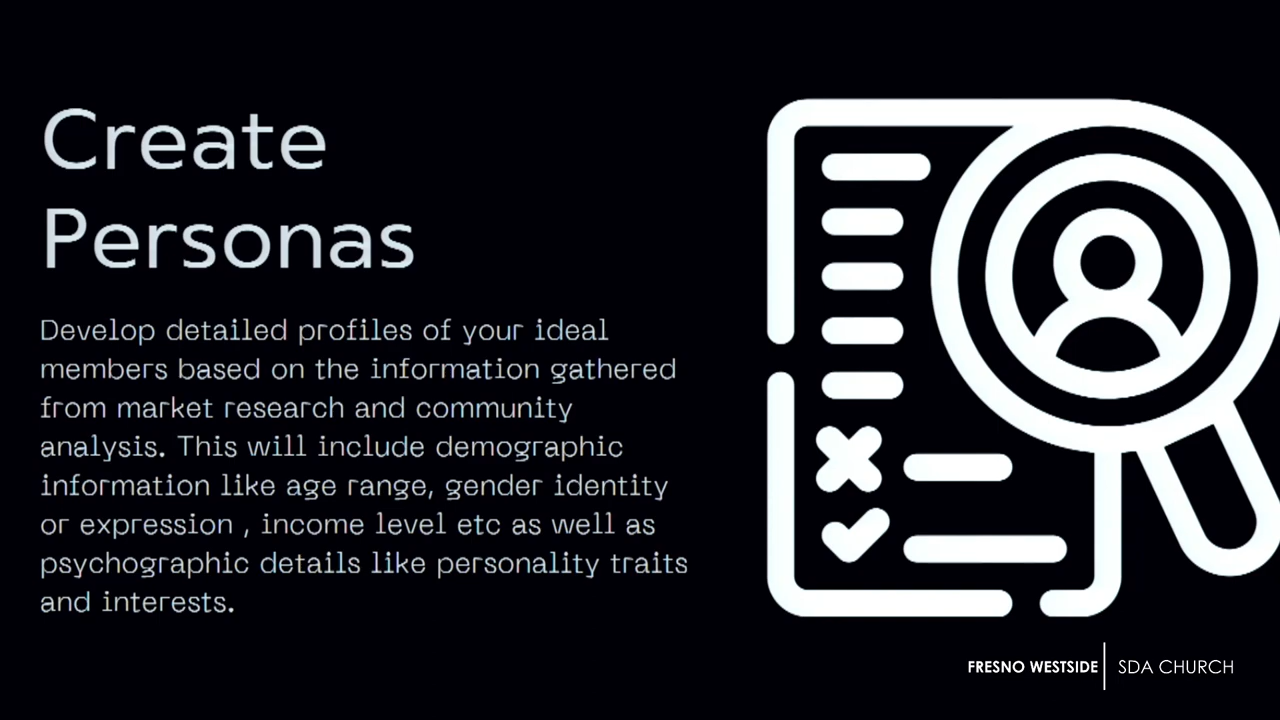 Create
Personas
Develop detailed profiles of your ideal
members based on the information gathered
from market research and community
analysis. This will include demographic
information like age range, gender identity
or expression , income level etc as well as
psychographic details like personality traits
and interests.
FRESNO WESTSIDE SDA CHURCH